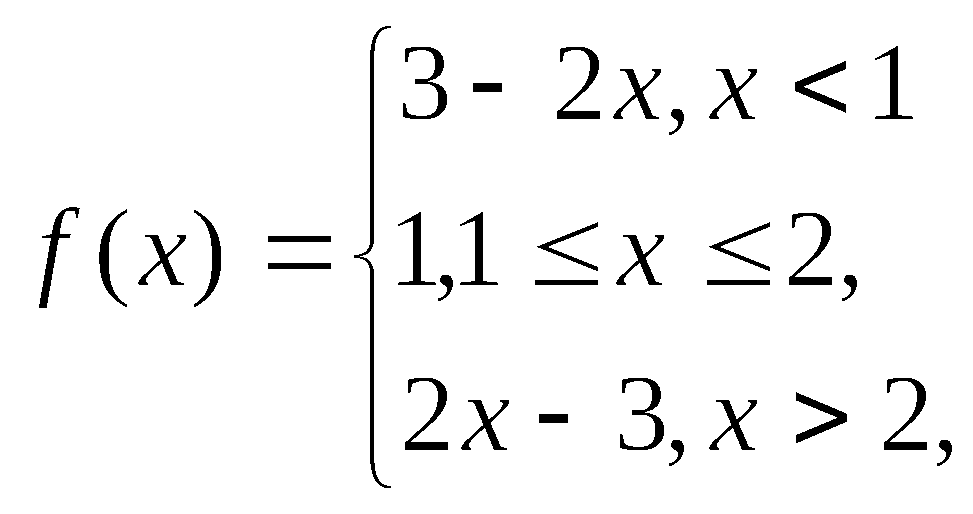 f(x) = { 3 - 2x, x < 1
1,1 ≤ x ≤ 2,
2x - 3, x > 2,